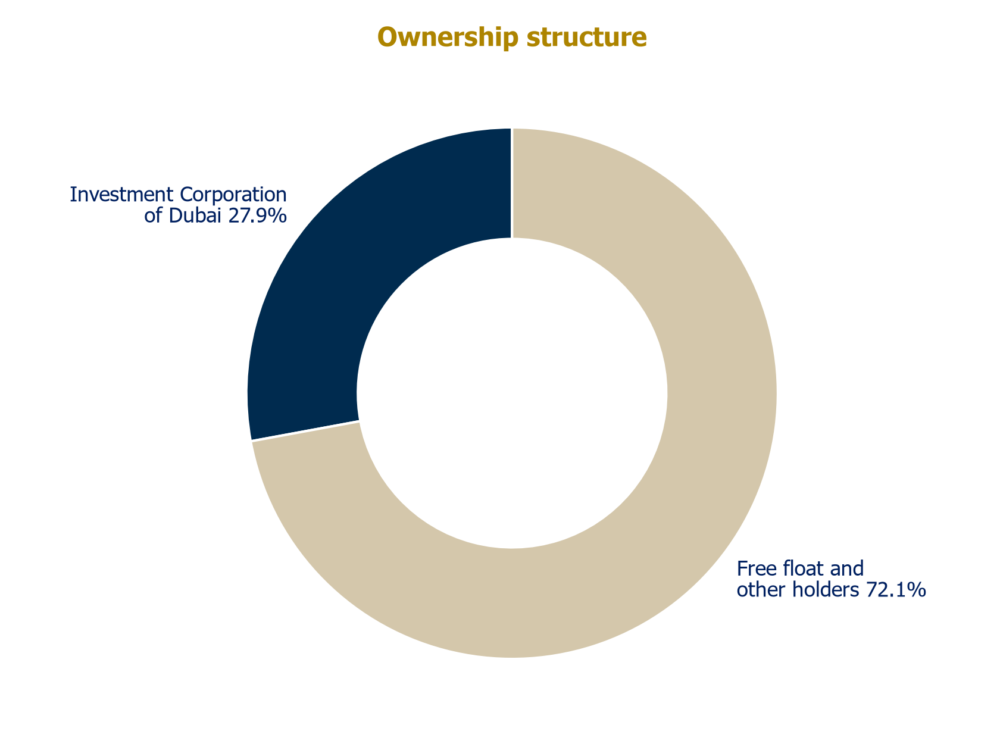 Ownership structure
Investment Corporation
of Dubai 27.9%
Free float and
other holders 72.1%